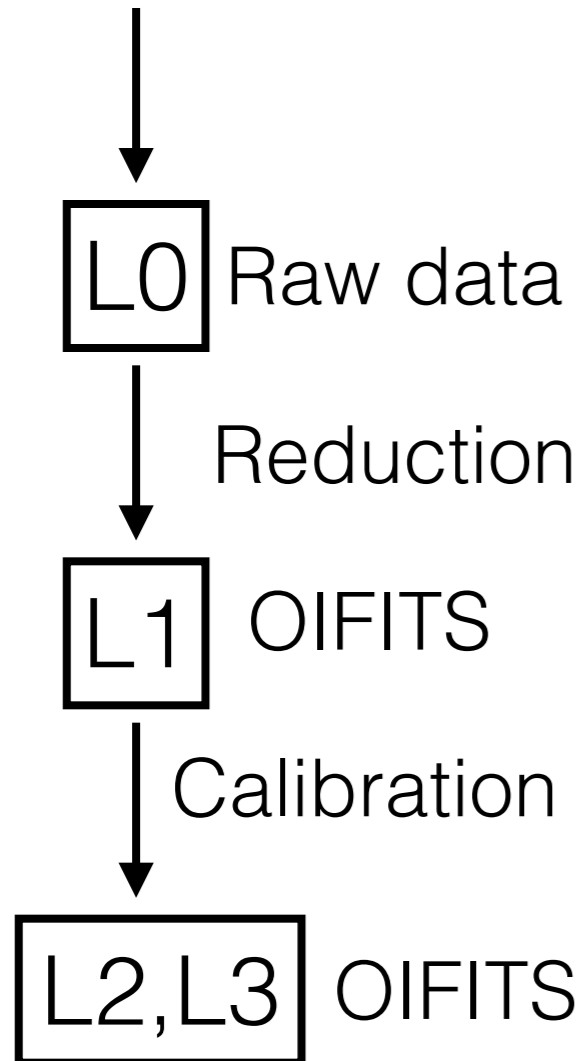 L0 Raw data
Reduction
L1 OIFITS
Calibration
L2,L3 OIFITS